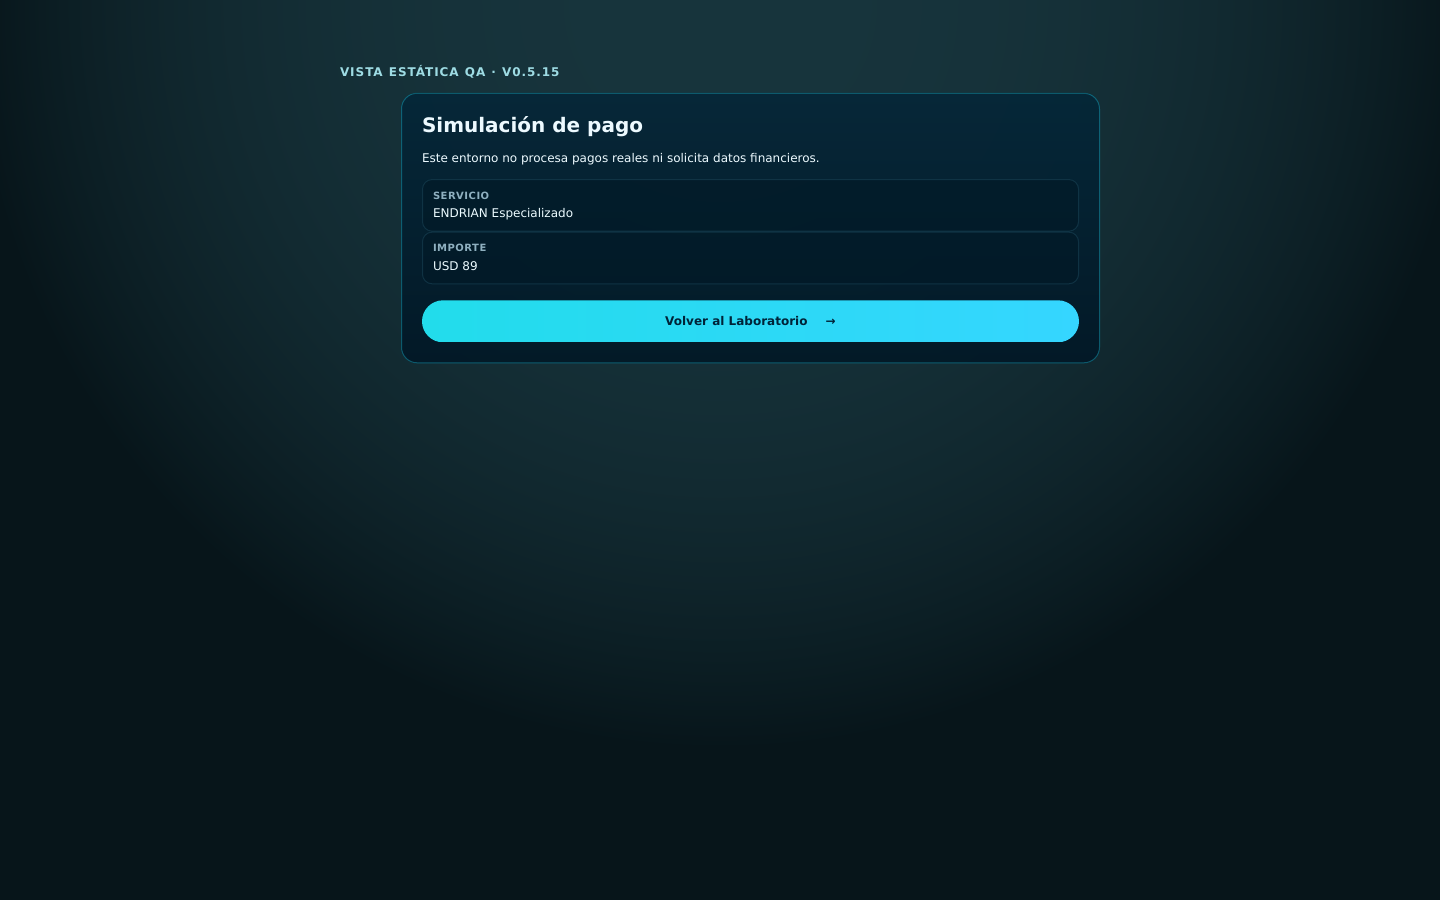 VISTA ESTÁTICA QA · V0.5.15
Simulación de pago
Este entorno no procesa pagos reales ni solicita datos financieros.
SERVICIO
ENDRIAN Especializado
IMPORTE
USD 89
Volver al Laboratorio →